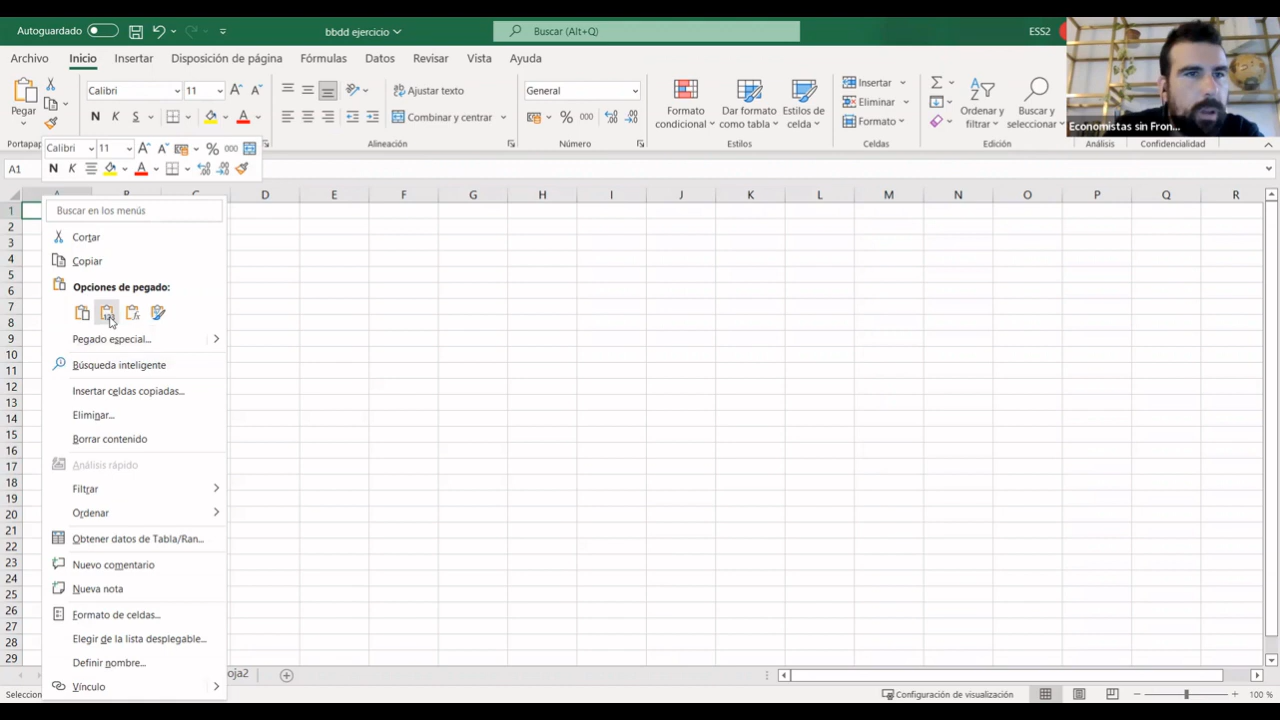 Autoguardado
bbdd ejercicio
Buscar (Alt+Q)
ESS2
Archivo Inicio Insertar Disposición de página Fórmulas Datos Revisar Vista Ayuda
Pegar
Calibri 11
Ajustar texto
General
Insertar
N K S
Combinar y centrar
% 000
Formato condicional
Dar formato como tabla
Estilos de celda
Eliminar
Formato
Ordenar y filtrar
Buscar y seleccionar
Economistas sin Fron...
Portapap
Alineación Número Estilos Celdas Edición Análisis Confidencialidad
Calibri 11 % 000
N K
A1
A B C D E F G H I J K L M N O P Q R
1
2
3
4
5
6
7
8
9
10
11
12
13
14
15
16
17
18
19
20
21
22
23
24
25
26
27
28
29
Buscar en los menús
Cortar
Copiar
Opciones de pegado:
Pegado especial...
Búsqueda inteligente
Insertar celdas copiadas...
Eliminar...
Borrar contenido
Análisis rápido
Filtrar
Ordenar
Obtener datos de Tabla/Ran...
Nuevo comentario
Nueva nota
Formato de celdas...
Elegir de la lista desplegable...
Definir nombre...
Vínculo
oja2
Seleccion
Configuración de visualización
100 %